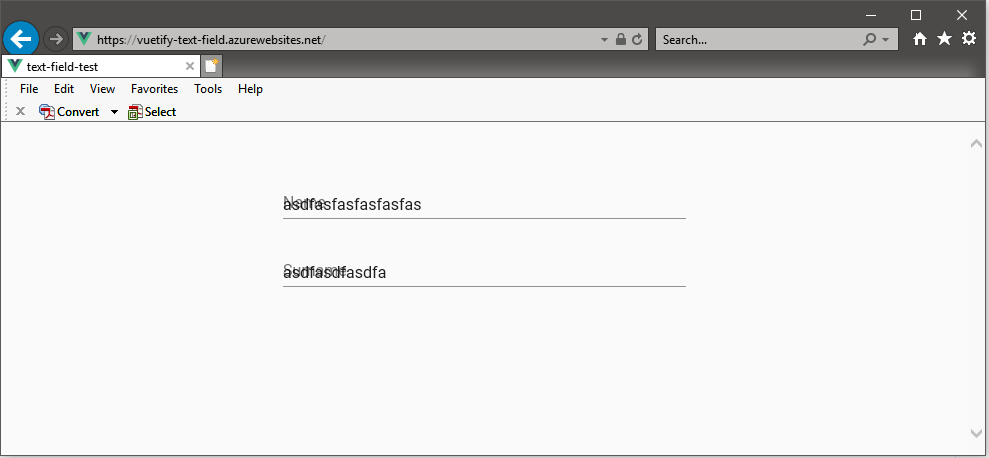 https://vuetify-text-field.azurewebsites.net/
Search...
text-field-test
File Edit View Favorites Tools Help
Convert Select
Name
asdfasfasfasfasfas
Surname
asdfasdfasdfa